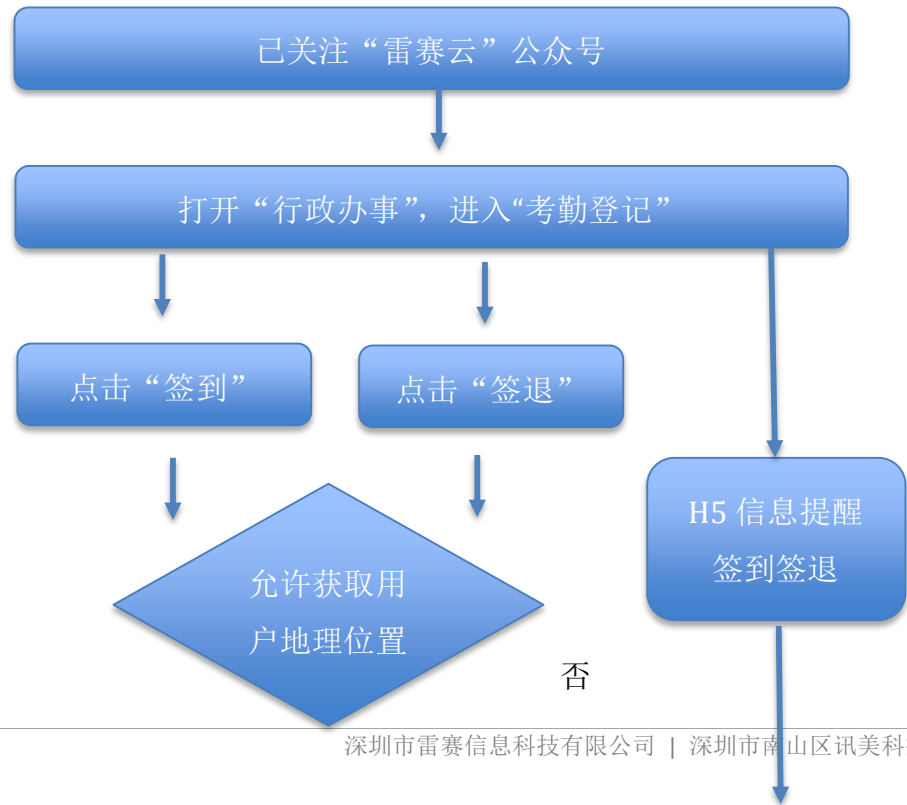 已关注“雷赛云”公众号
打开“行政办事”，进入“考勤登记”
点击“签到”
点击“签退”
H5 信息提醒
签到签退
允许获取用
户地理位置
否
深圳市雷赛信息科技有限公司 | 深圳市南山区讯美科